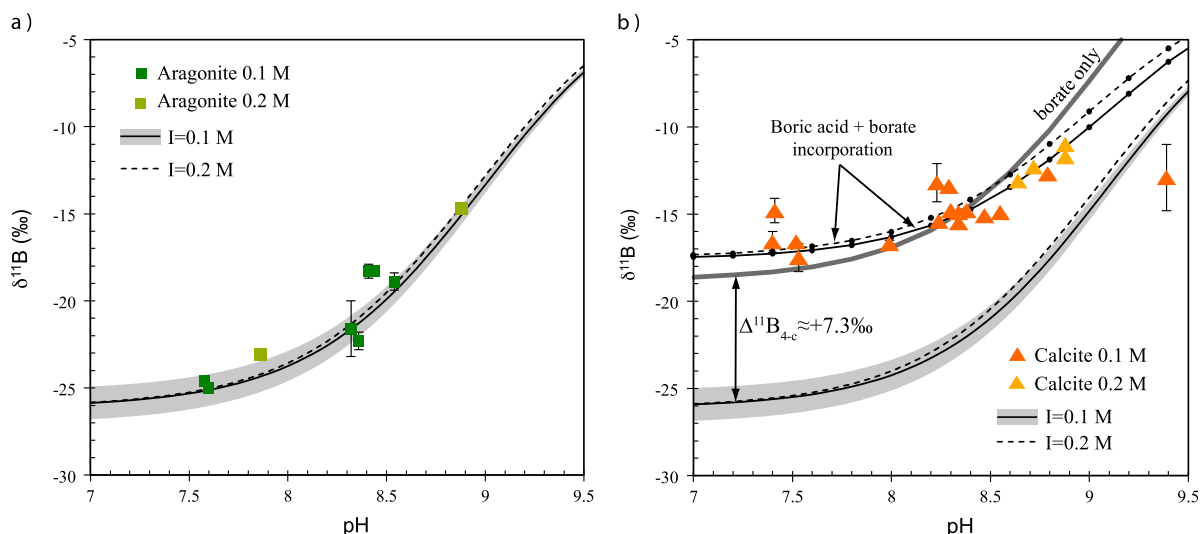 a )
-5
-10
-15
-20
-25
-30
δ¹¹B (‰)
Aragonite 0.1 M
Aragonite 0.2 M
I=0.1 M
I=0.2 M
7
7.5
8
8.5
9
9.5
pH
b )
-5
-10
-15
-20
-25
-30
δ¹¹B (‰)
borate only
Boric acid + borate
incorporation
Δ¹¹B₄₋c≈+7.3‰
Calcite 0.1 M
Calcite 0.2 M
I=0.1 M
I=0.2 M
7
7.5
8
8.5
9
9.5
pH